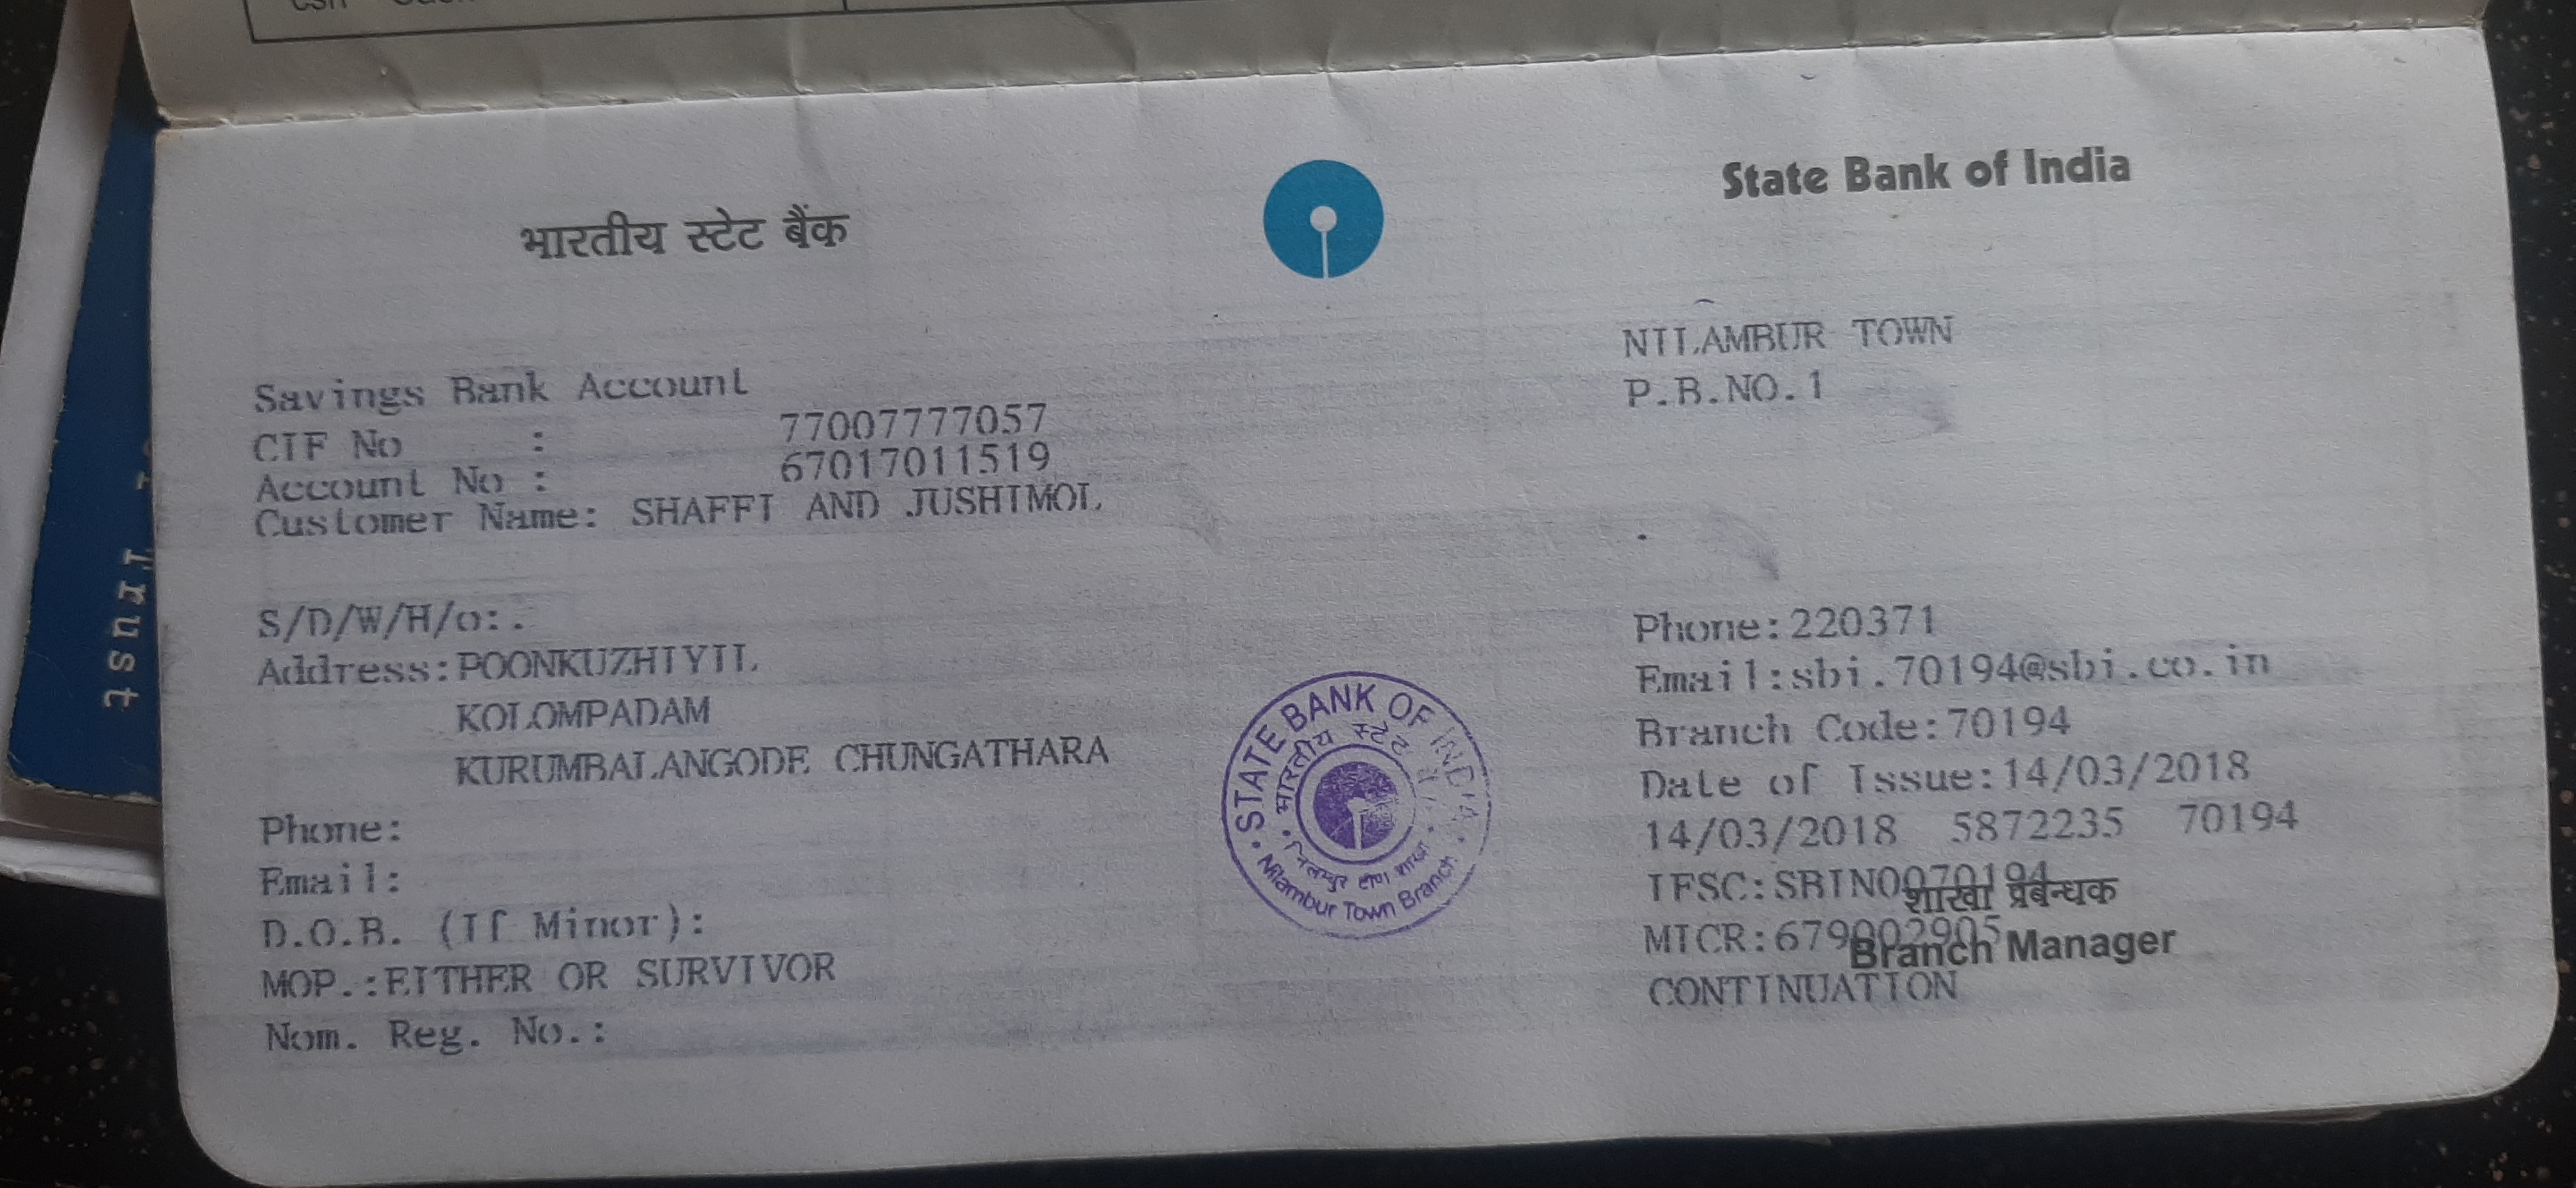 Trust
भारतीय स्टेट बैंक
State Bank of India
NILAMBUR TOWN
P.B.NO.1
Savings Bank Account
CIF No : 77007777057
Account No : 67017011519
Customer Name: SHAFFI AND JUSHIMOL
S/D/W/H/o: .
Address:POONKUZHIYIL
KOLOMPADAM
KURUMBALANGODE CHUNGATHARA
Phone:
Email:
D.O.B. (If Minor):
MOP.:EITHER OR SURVIVOR
Nom. Reg. No.:
Phone:220371
Email:sbi.70194@sbi.co.in
Branch Code:70194
Date of Issue:14/03/2018
14/03/2018 5872235 70194
IFSC:SBIN0070194
शाखा प्रबन्धक
MICR:679002905
Branch Manager
CONTINUATION
STATE BANK OF INDIA
भारतीय स्टेट
Nilambur Town Branch